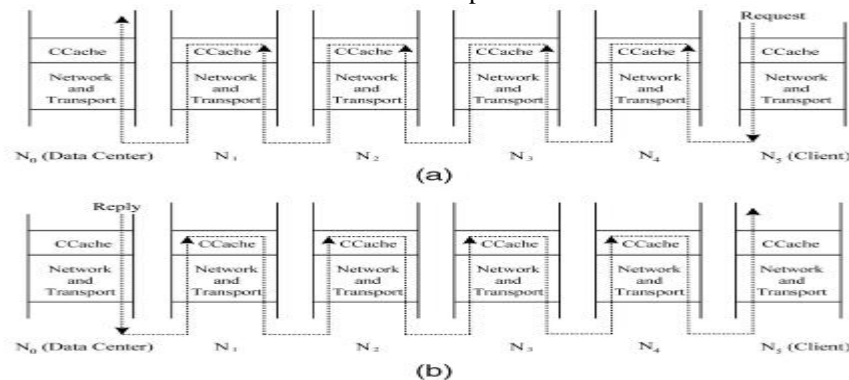 Request
CCache CCache CCache CCache CCache CCache
Network Network Network Network Network Network
and and and and and and
Transport Transport Transport Transport Transport Transport
N0 (Data Center) N1 N2 N3 N4 N5 (Client)
(a)
Reply
CCache CCache CCache CCache CCache CCache
Network Network Network Network Network Network
and and and and and and
Transport Transport Transport Transport Transport Transport
N0 (Data Center) N1 N2 N3 N4 N5 (Client)
(b)